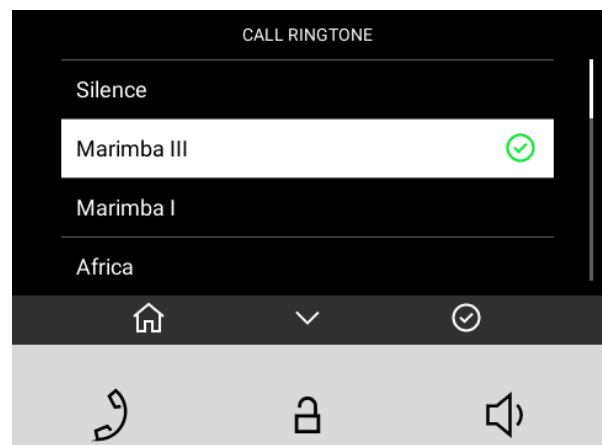 CALL RINGTONE
Silence
Marimba III
Marimba I
Africa